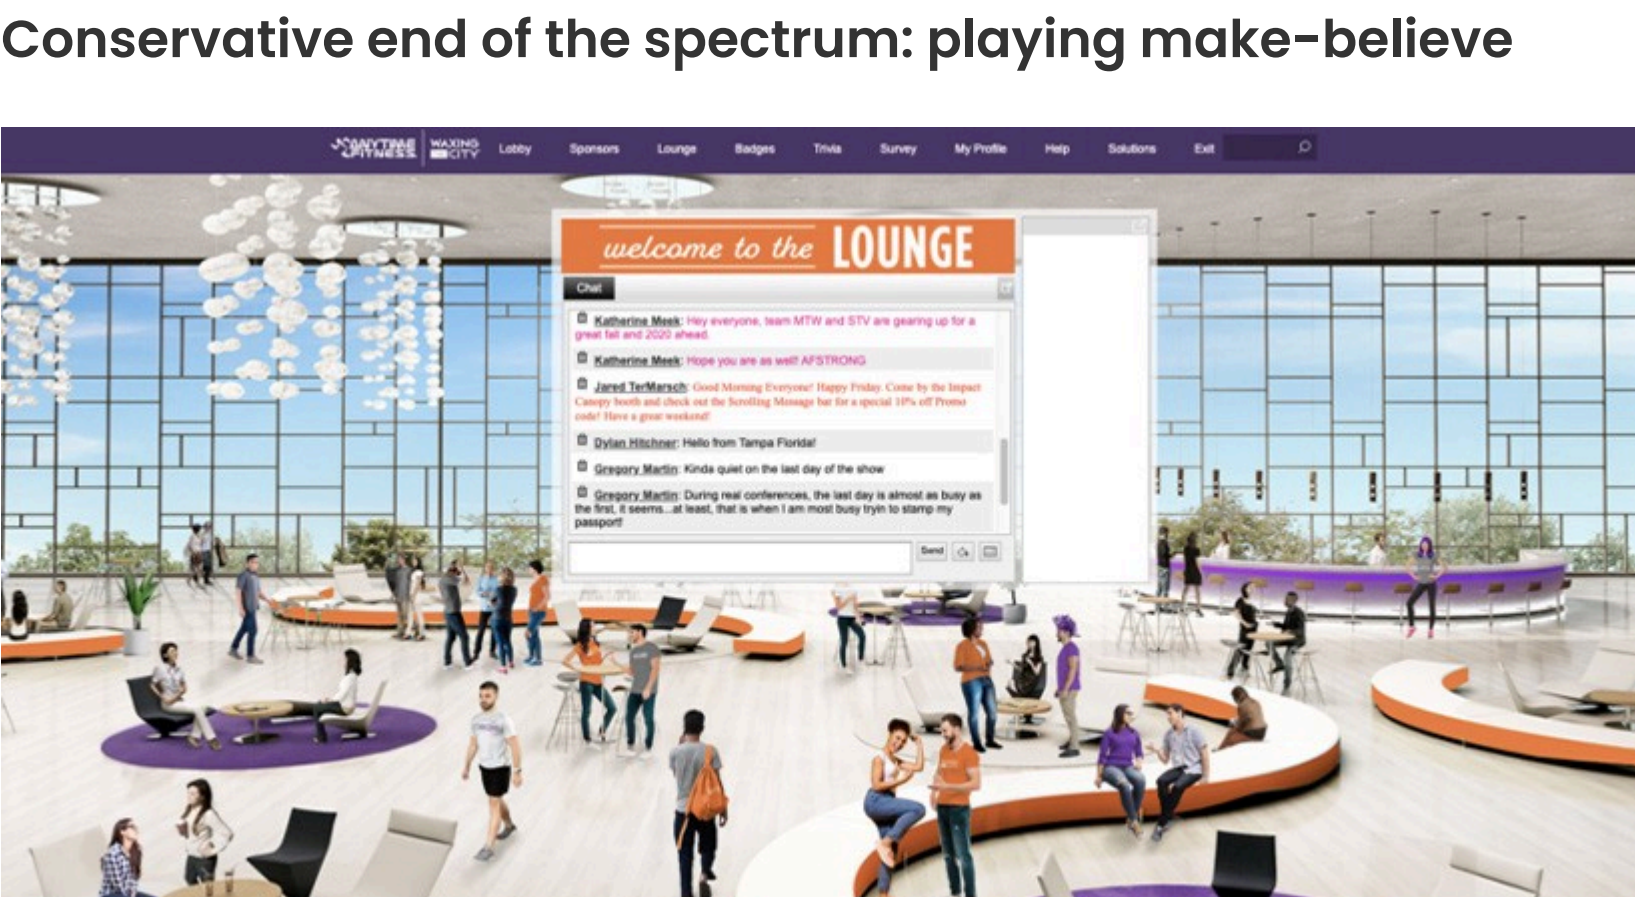 Conservative end of the spectrum: playing make-believe
ANYTIME FITNESS WAXING THE CITY Lobby Sponsors Lounge Badges Trivia Survey My Profile Help Solutions Exit
welcome to the LOUNGE
Chat
Katherine Meek: Hey everyone, team MTW and STV are gearing up for a
great fall and 2020 ahead.
Katherine Meek: Hope you are as well! AFSTRONG
Jared TerMarsch: Good Morning Everyone! Happy Friday. Come by the Impact
Canopy booth and check out the Scrolling Message bar for a special 10% off Promo
code! Have a great weekend!
Dylan Hitchner: Hello from Tampa Florida!
Gregory Martin: Kinda quiet on the last day of the show
Gregory Martin: During real conferences, the last day is almost as busy as
the first, it seems...at least, that is when I am most busy tryin to stamp my
passport!
Send